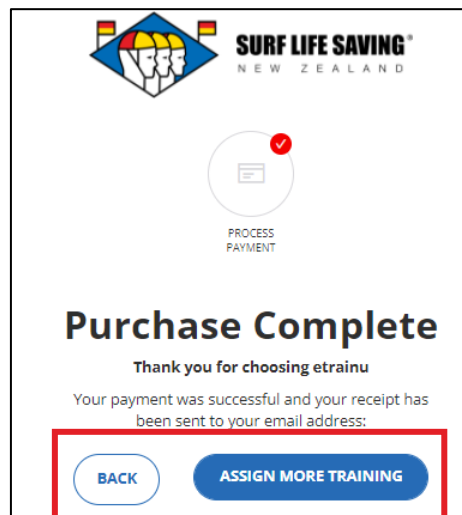 SURF LIFE SAVING®
NEW ZEALAND
PROCESS
PAYMENT
Purchase Complete
Thank you for choosing etrainu
Your payment was successful and your receipt has
been sent to your email address:
BACK
ASSIGN MORE TRAINING